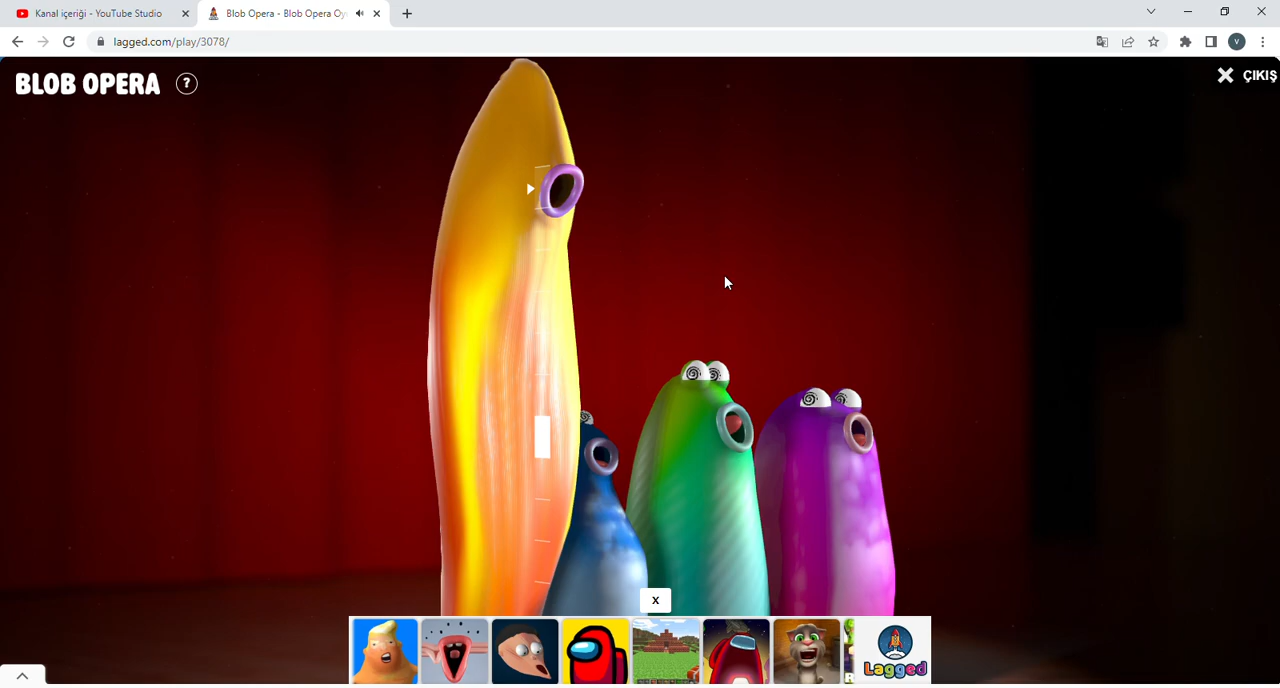 Kanal içeriği - YouTube Studio
Blob Opera - Blob Opera Oy
lagged.com/play/3078/
V
BLOB OPERA ?
ÇIKIŞ
x
Lagged